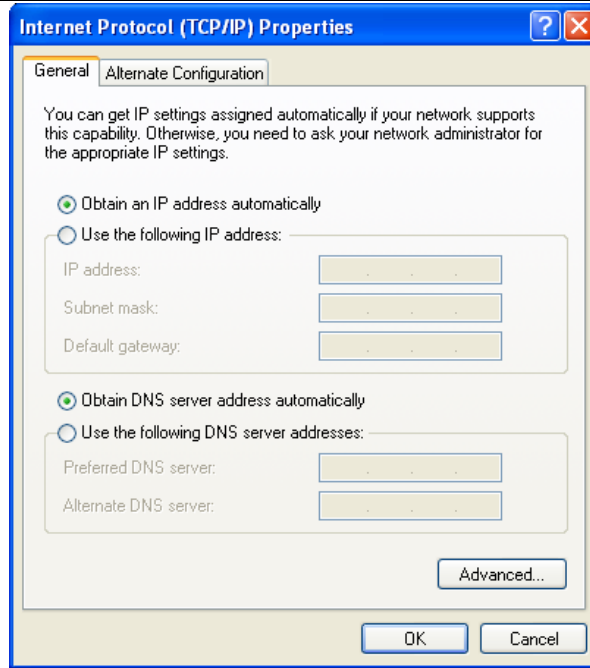 Internet Protocol (TCP/IP) Properties
General
Alternate Configuration
You can get IP settings assigned automatically if your network supports
this capability. Otherwise, you need to ask your network administrator for
the appropriate IP settings.
Obtain an IP address automatically
Use the following IP address:
IP address:
Subnet mask:
Default gateway:
Obtain DNS server address automatically
Use the following DNS server addresses:
Preferred DNS server:
Alternate DNS server:
Advanced...
OK
Cancel